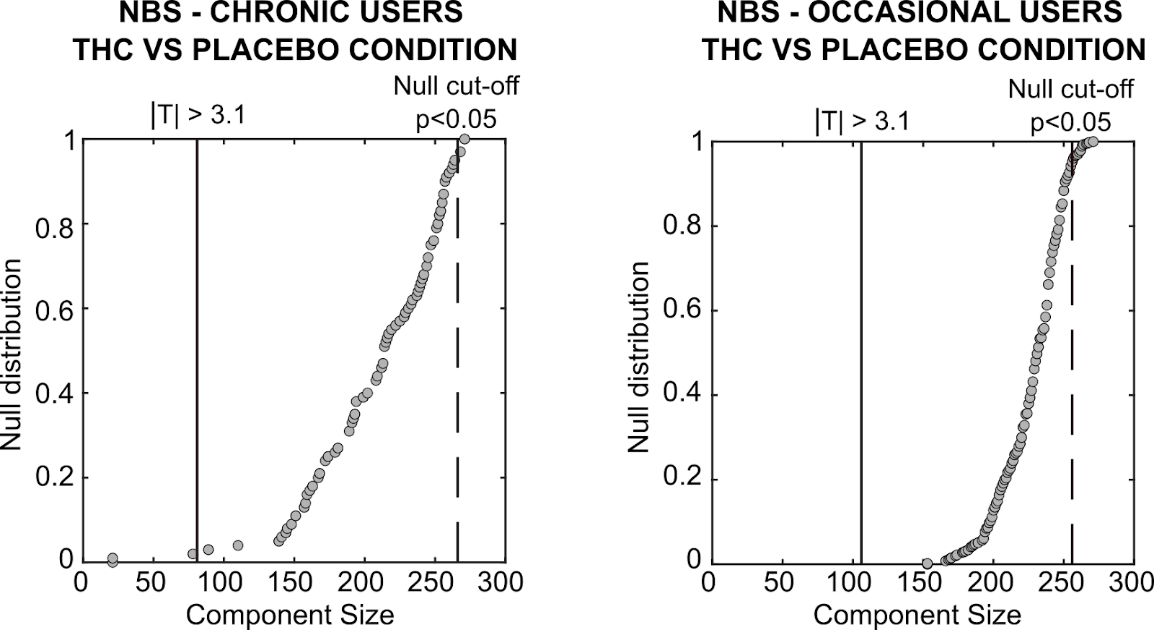 NBS - CHRONIC USERS
THC VS PLACEBO CONDITION
Null cut-off
|T| > 3.1
p<0.05
1
0.8
0.6
0.4
0.2
0
Null distribution
0
50
100
150
200
250
300
Component Size
NBS - OCCASIONAL USERS
THC VS PLACEBO CONDITION
Null cut-off
|T| > 3.1
p<0.05
1
0.8
0.6
0.4
0.2
0
Null distribution
0
50
100
150
200
250
300
Component Size